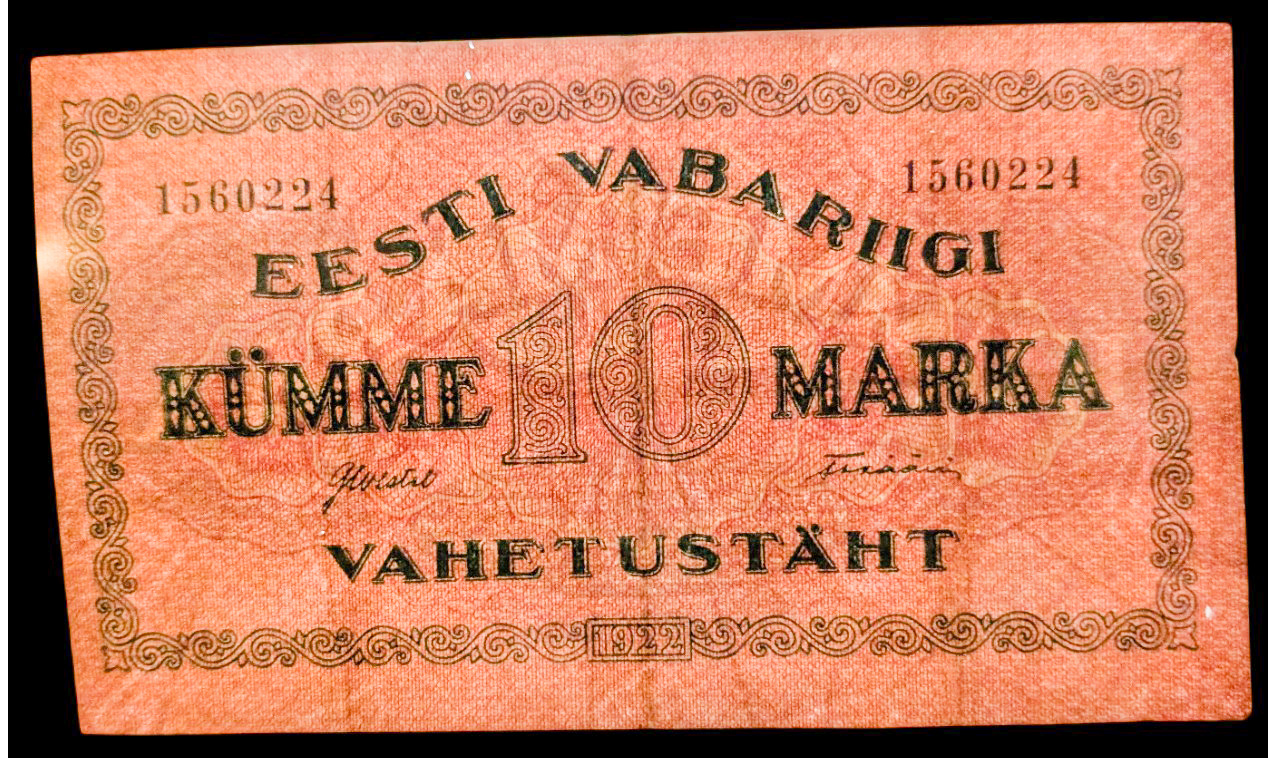 1560224 1560224
EESTI VABARIIGI
KÜMME 10 MARKA
VAHETUSTÄHT
1922